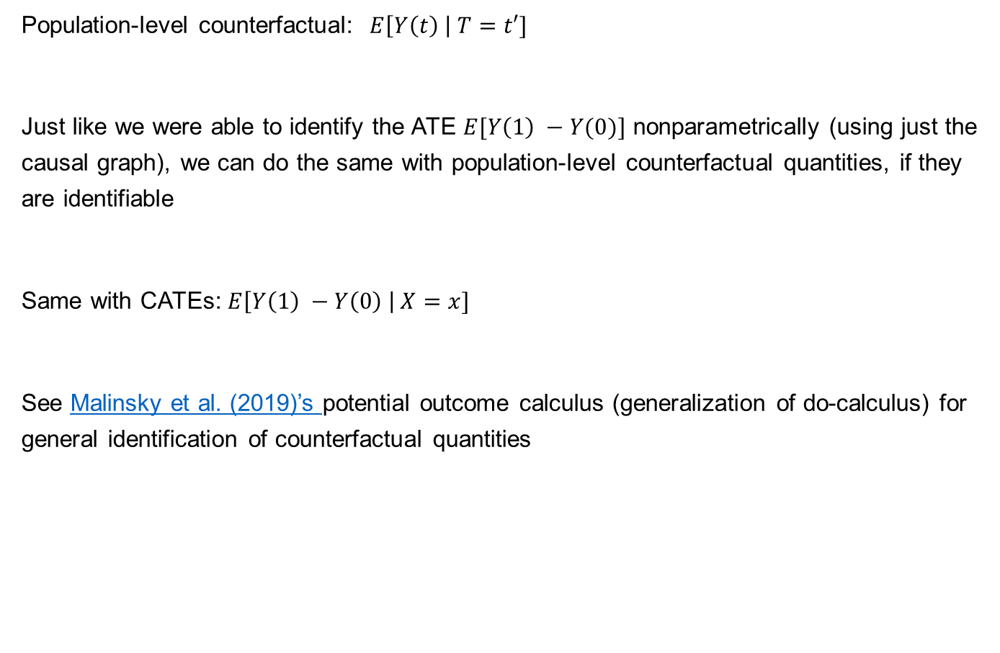 Population-level counterfactual: E[Y(t) | T = t′]
Just like we were able to identify the ATE E[Y(1) − Y(0)] nonparametrically (using just the
causal graph), we can do the same with population-level counterfactual quantities, if they
are identifiable
Same with CATEs: E[Y(1) − Y(0) | X = x]
See Malinsky et al. (2019)’s potential outcome calculus (generalization of do-calculus) for
general identification of counterfactual quantities